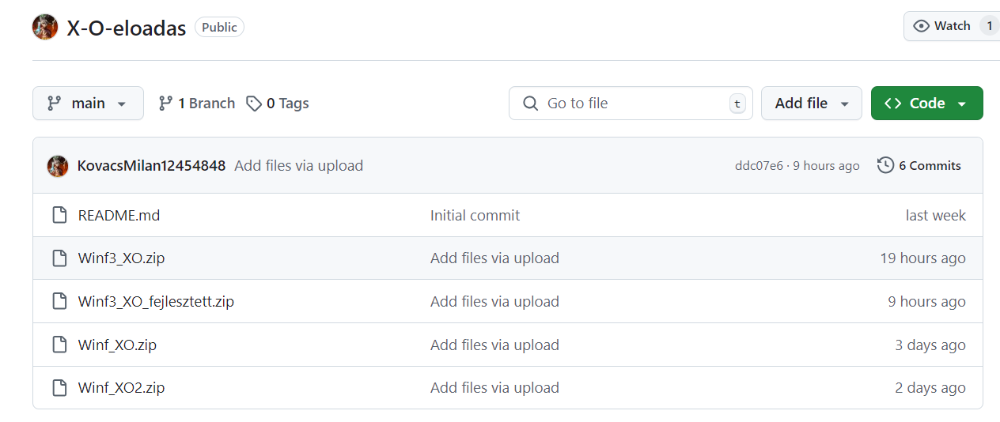 X-O-eloadas Public Watch 1
main 1 Branch 0 Tags Go to file t Add file Code
KovacsMilan12454848 Add files via upload ddc07e6 · 9 hours ago 6 Commits
README.md Initial commit last week
Winf3_XO.zip Add files via upload 19 hours ago
Winf3_XO_fejlesztett.zip Add files via upload 9 hours ago
Winf_XO.zip Add files via upload 3 days ago
Winf_XO2.zip Add files via upload 2 days ago